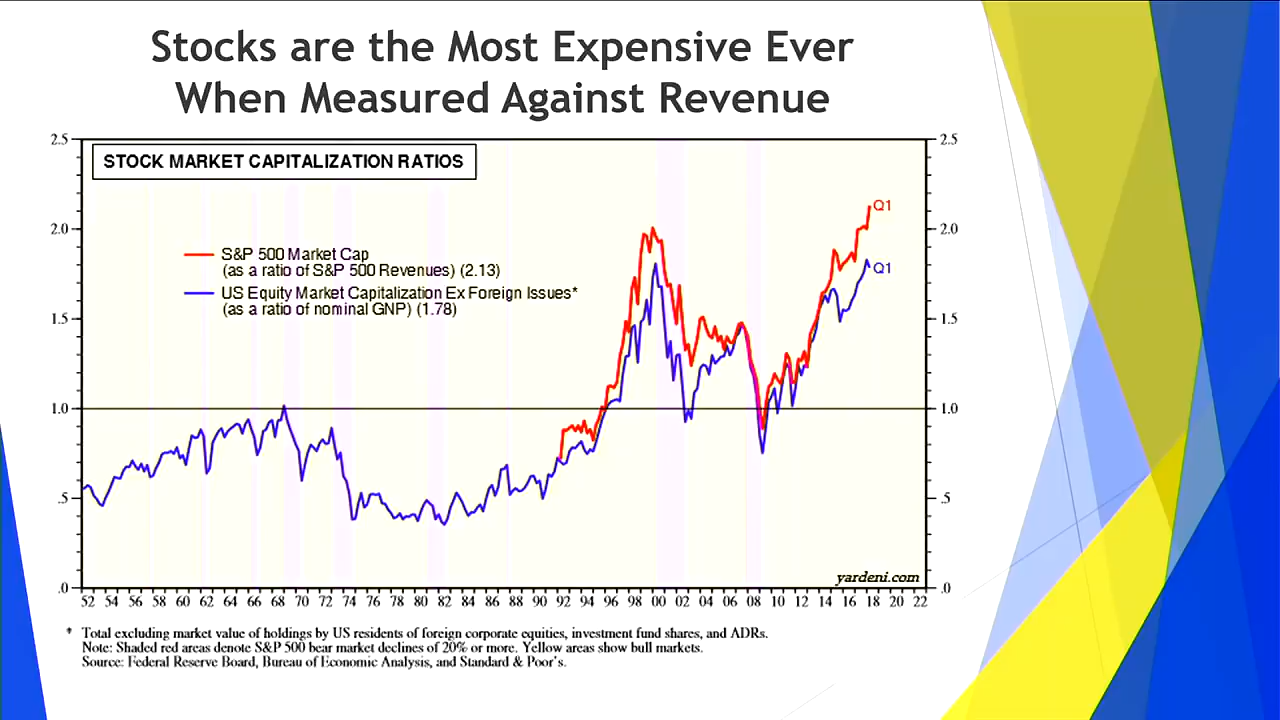 Stocks are the Most Expensive Ever
When Measured Against Revenue
2.5
2.5
STOCK MARKET CAPITALIZATION RATIOS
Q1
2.0
2.0
S&P 500 Market Cap
(as a ratio of S&P 500 Revenues) (2.13)
Q1
US Equity Market Capitalization Ex Foreign Issues*
(as a ratio of nominal GNP) (1.78)
1.5
1.5
1.0
1.0
.5
.5
yardeni.com
.0
.0
52 54 56 58 60 62 64 66 68 70 72 74 76 78 80 82 84 86 88 90 92 94 96 98 00 02 04 06 08 10 12 14 16 18 20 22
* Total excluding market value of holdings by US residents of foreign corporate equities, investment fund shares, and ADRs.
Note: Shaded red areas denote S&P 500 bear market declines of 20% or more. Yellow areas show bull markets.
Source: Federal Reserve Board, Bureau of Economic Analysis, and Standard & Poor's.